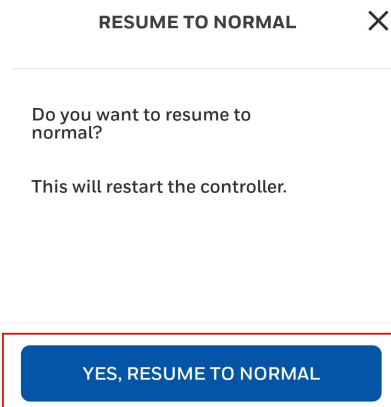 RESUME TO NORMAL
Do you want to resume to
normal?
This will restart the controller.
YES, RESUME TO NORMAL